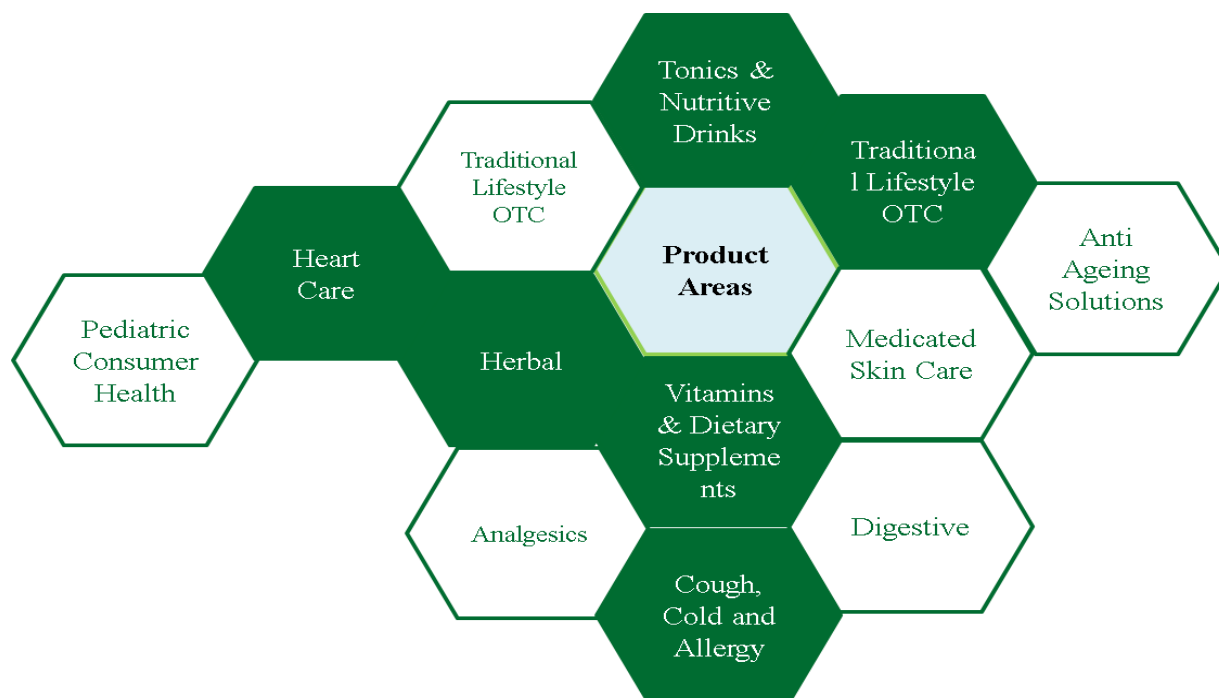 Tonics &
Nutritive
Drinks
Traditional
Lifestyle
OTC
Traditiona
l Lifestyle
OTC
Heart
Care
Product
Areas
Anti
Ageing
Solutions
Pediatric
Consumer
Health
Herbal
Medicated
Skin Care
Vitamins
& Dietary
Suppleme
nts
Analgesics
Digestive
Cough,
Cold and
Allergy